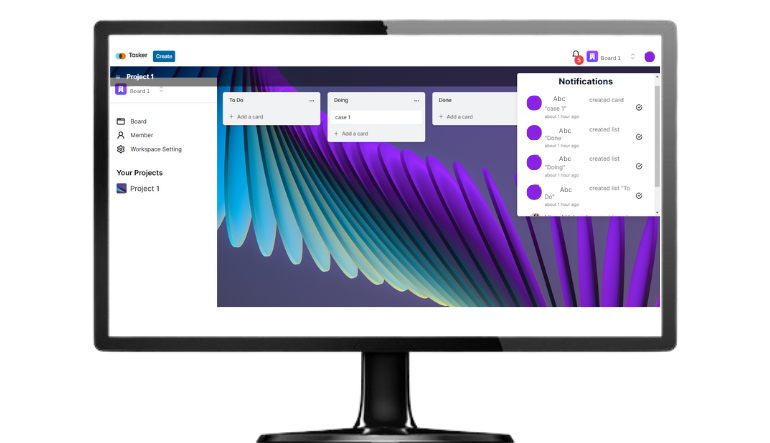 Tasker Create
5 Board 1
Project 1
Board 1
Board
Member
Workspace Setting
Your Projects
Project 1
To Do
+ Add a card
Doing
case 1
+ Add a card
Done
+ Add a card
Notifications
Abc created card
"case ?"
about 1 hour ago
Abc created list
"Done"
about 1 hour ago
Abc created list
"Doing"
about 1 hour ago
Abc created list "To
Do"
about 1 hour ago